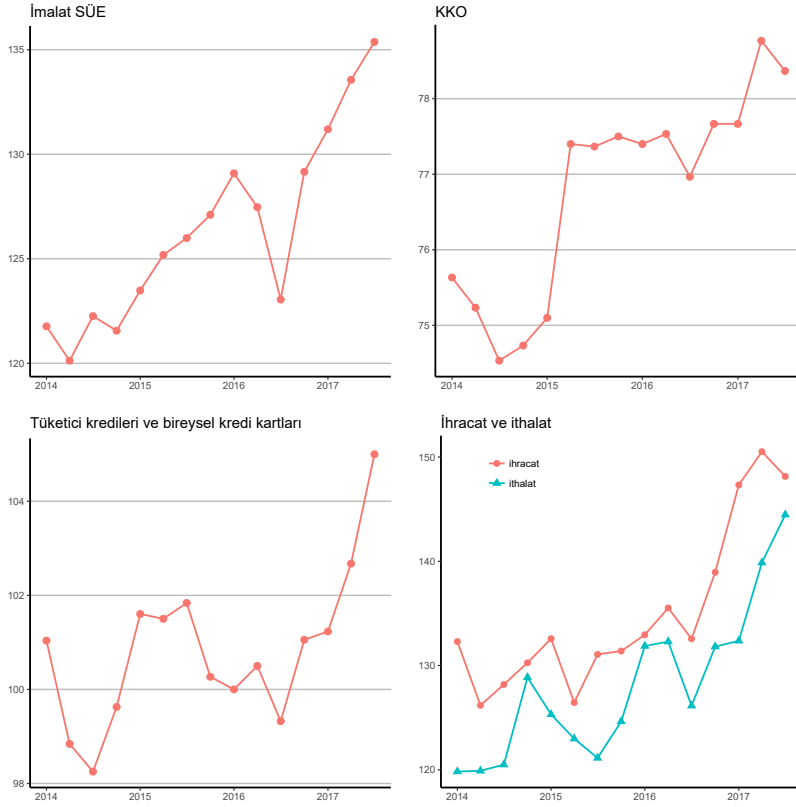 İmalat SÜE
135
130
125
120
2014 2015 2016 2017
KKO
78
77
76
75
2014 2015 2016 2017
Tüketici kredileri ve bireysel kredi kartları
104
102
100
98
2014 2015 2016 2017
İhracat ve ithalat
ihracat
ithalat
150
140
130
120
2014 2015 2016 2017